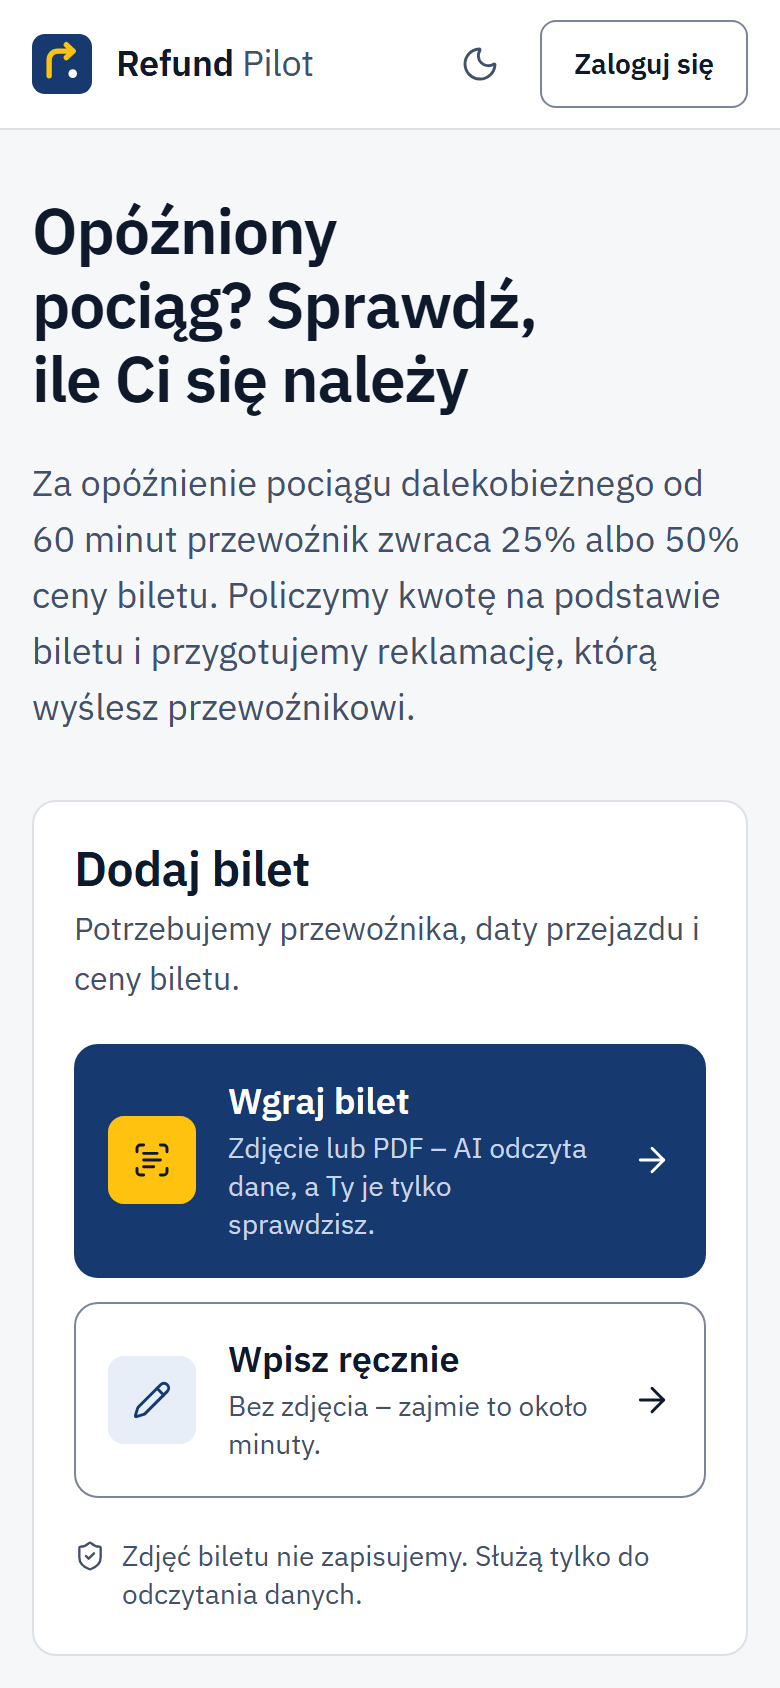 Refund Pilot
Zaloguj się
Opóźniony
pociąg? Sprawdź,
ile Ci się należy
Za opóźnienie pociągu dalekobieżnego od
60 minut przewoźnik zwraca 25% albo 50%
ceny biletu. Policzymy kwotę na podstawie
biletu i przygotujemy reklamację, którą
wyślesz przewoźnikowi.
Dodaj bilet
Potrzebujemy przewoźnika, daty przejazdu i
ceny biletu.
Wgraj bilet
Zdjęcie lub PDF – AI odczyta
dane, a Ty je tylko
sprawdzisz.
Wpisz ręcznie
Bez zdjęcia – zajmie to około
minuty.
Zdjęć biletu nie zapisujemy. Służą tylko do
odczytania danych.